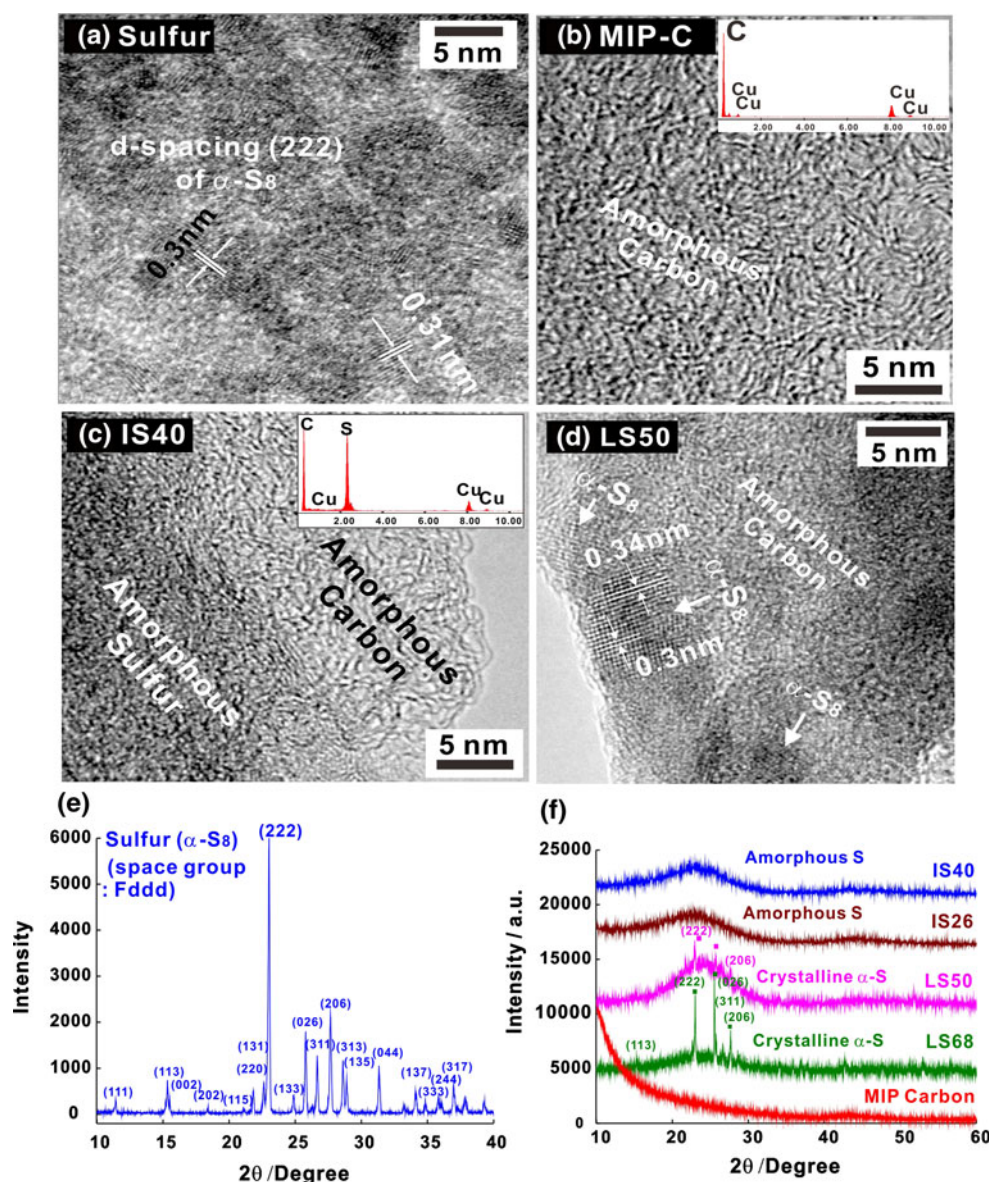 (a) Sulfur
5 nm
d-spacing (222)
of α-S8
0.3nm
0.31nm
(b) MIP-C
C
Cu
Cu
Cu
Cu
2.00 4.00 6.00 8.00 10.00
Amorphous
Carbon
5 nm
(c) IS40
C
S
Cu
Cu
Cu
2.00 4.00 6.00 8.00 10.00
Amorphous
Sulfur
Amorphous
Carbon
5 nm
(d) LS50
5 nm
α-S8
0.34nm
Amorphous
Carbon
α-S8
0.3nm
α-S8
(e)
Sulfur (α-S8)
(space group
: Fddd)
(222)
(111)
(113)
(002)
(202)
(115)
(220)
(131)
(133)
(026)
(311)
(206)
(313)
(135)
(044)
(137)
(333)
(244)
(317)
6000
5000
4000
3000
2000
1000
0
Intensity
10 15 20 25 30 35 40
2θ /Degree
(f)
25000
20000
15000
10000
5000
0
Intensity / a.u.
Amorphous S
IS40
Amorphous S
IS26
(222)
(206)
Crystalline α-S
LS50
(222)
(026)
(311)
(206)
(113)
Crystalline α-S
LS68
MIP Carbon
10 20 30 40 50 60
2θ /Degree